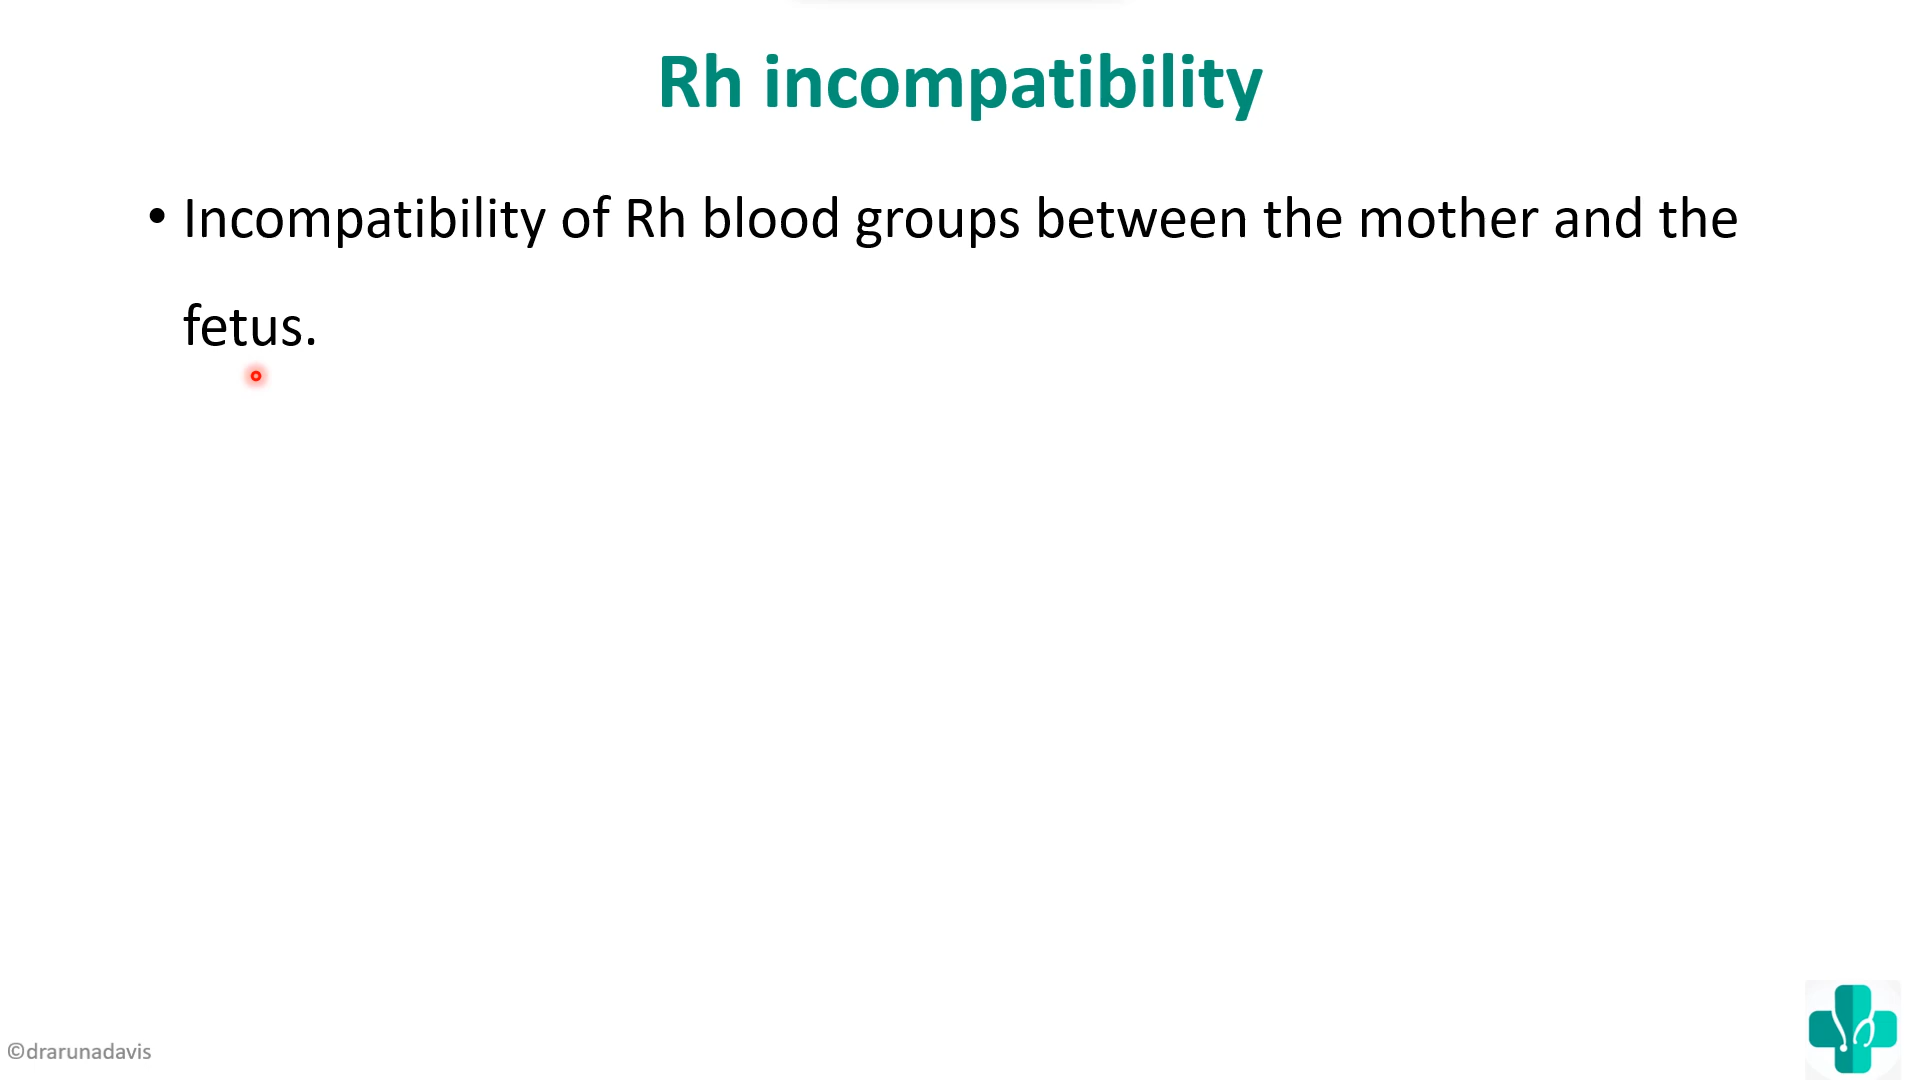 Rh incompatibility
• Incompatibility of Rh blood groups between the mother and the
fetus.
©drarunadavis